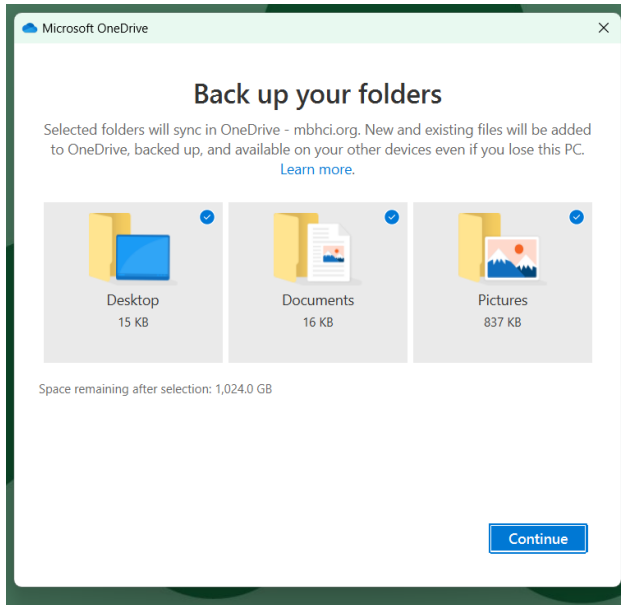 Microsoft OneDrive
Back up your folders
Selected folders will sync in OneDrive - mbhci.org. New and existing files will be added
to OneDrive, backed up, and available on your other devices even if you lose this PC.
Learn more.
Desktop
15 KB
Documents
16 KB
Pictures
837 KB
Space remaining after selection: 1,024.0 GB
Continue